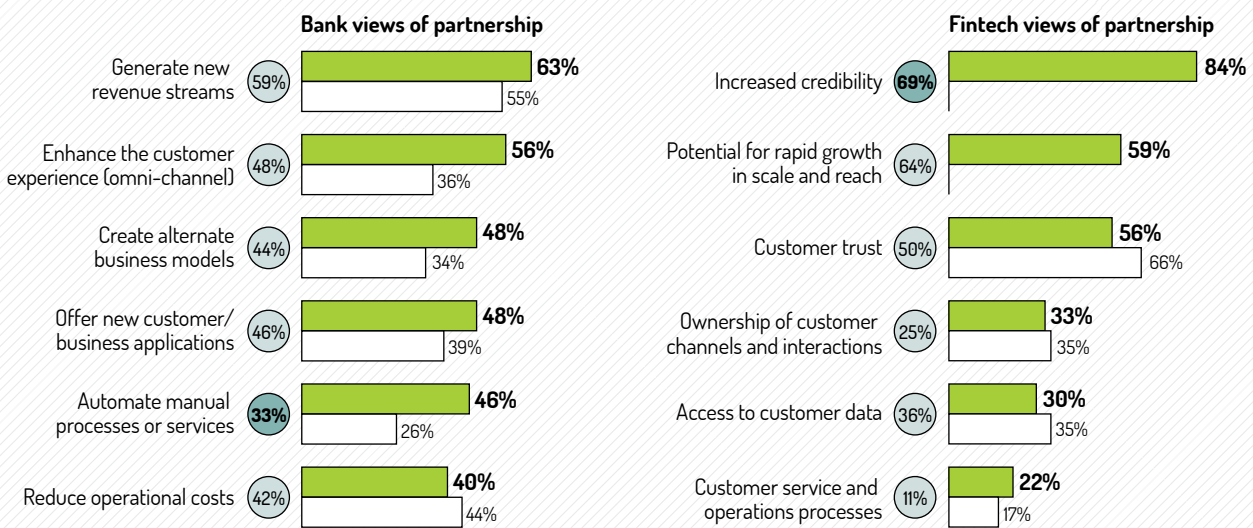 Bank views of partnership
Generate new
revenue streams
59%
63%
55%
Enhance the customer
experience (omni-channel)
48%
56%
36%
Create alternate
business models
44%
48%
34%
Offer new customer/
business applications
46%
48%
39%
Automate manual
processes or services
33%
46%
26%
Reduce operational costs
42%
40%
44%
Fintech views of partnership
Increased credibility
69%
84%
Potential for rapid growth
in scale and reach
64%
59%
Customer trust
50%
56%
66%
Ownership of customer
channels and interactions
25%
33%
35%
Access to customer data
36%
30%
35%
Customer service and
operations processes
11%
22%
17%